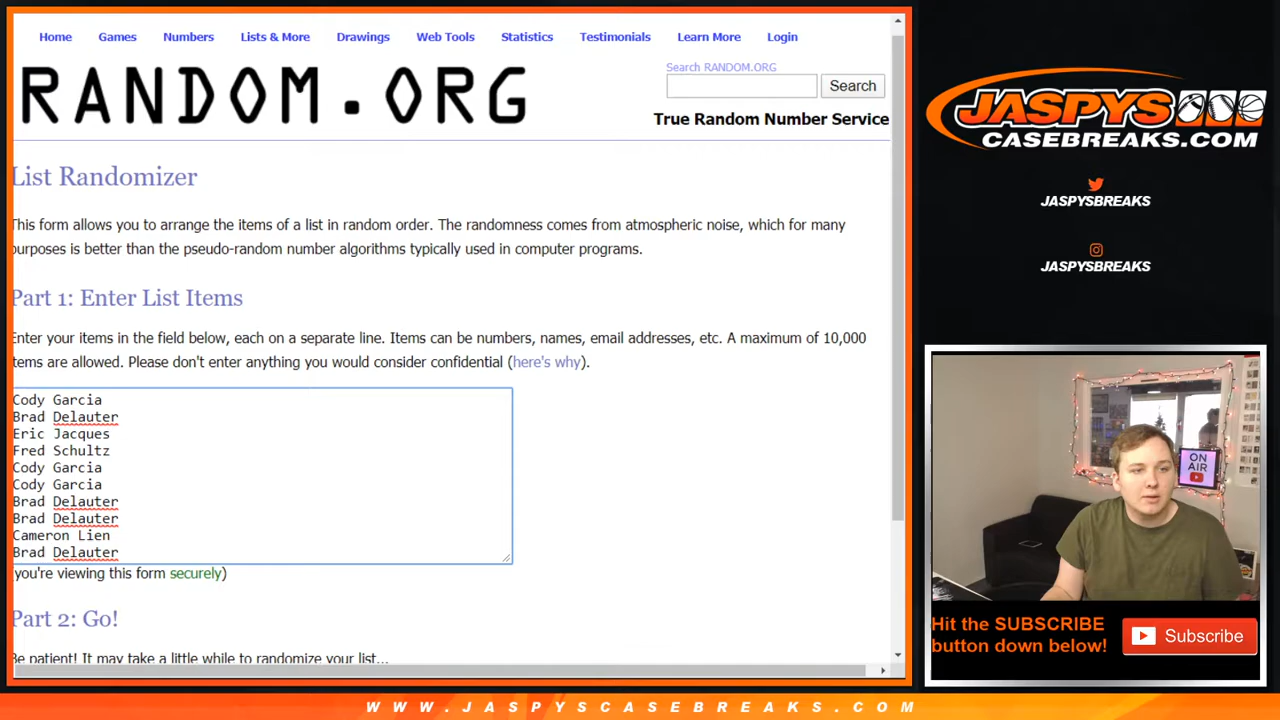 Home Games Numbers Lists & More Drawings Web Tools Statistics Testimonials Learn More Login
RANDOM.ORG
Search RANDOM.ORG
Search
True Random Number Service
List Randomizer
This form allows you to arrange the items of a list in random order. The randomness comes from atmospheric noise, which for many
purposes is better than the pseudo-random number algorithms typically used in computer programs.
Part 1: Enter List Items
Enter your items in the field below, each on a separate line. Items can be numbers, names, email addresses, etc. A maximum of 10,000
items are allowed. Please don't enter anything you would consider confidential (here's why).
Cody Garcia
Brad Delauter
Eric Jacques
Fred Schultz
Cody Garcia
Cody Garcia
Brad Delauter
Brad Delauter
Cameron Lien
Brad Delauter
you're viewing this form securely)
Part 2: Go!
Be patient! It may take a little while to randomize your list...
JASPYS
CASEBREAKS.COM
JASPYSBREAKS
JASPYSBREAKS
ON
AIR
Hit the SUBSCRIBE
button down below!
Subscribe
WWW.JASPYSCASEBREAKS.COM